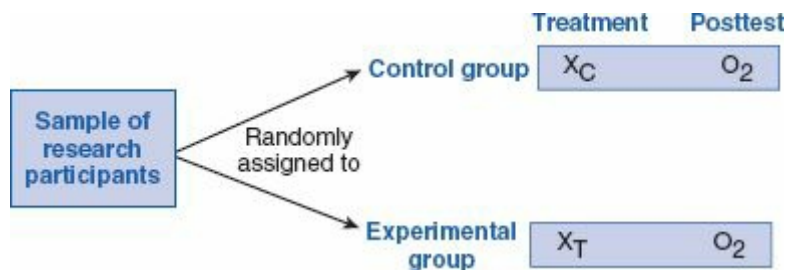 Treatment Posttest
Control group X_C O_2
Sample of
research
participants
Randomly
assigned to
Experimental
group X_T O_2